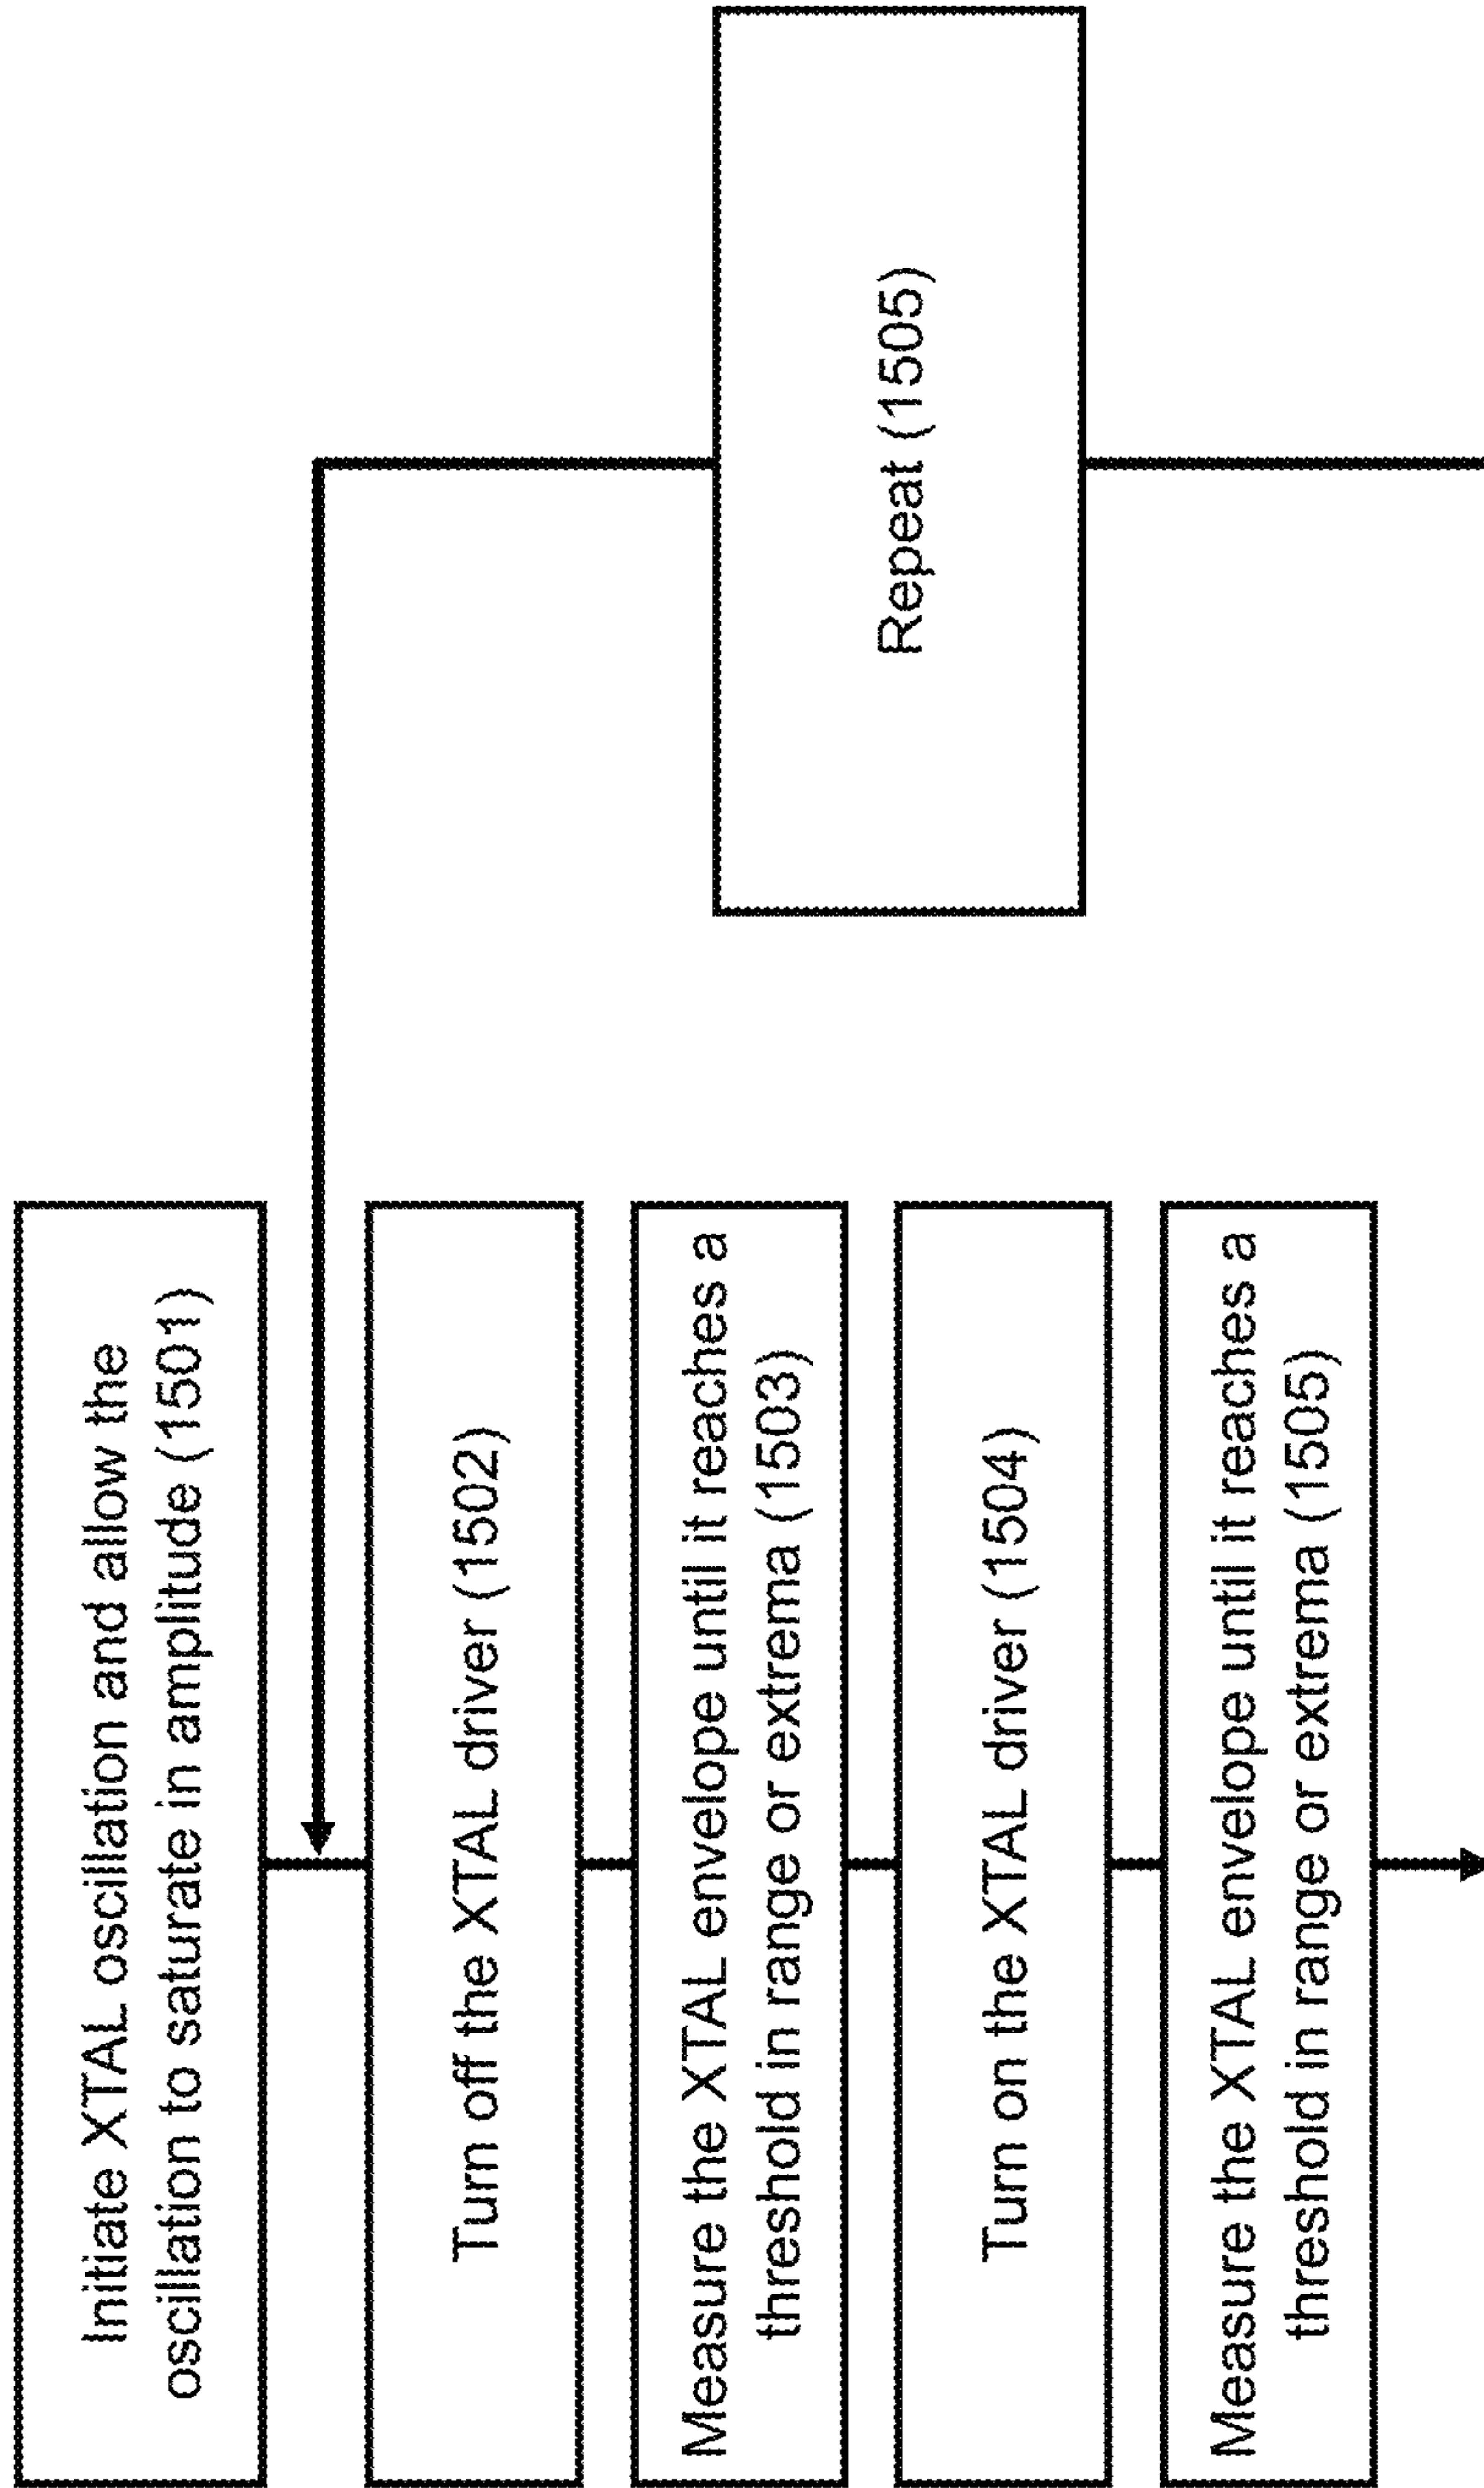 Initiate XTAL oscillation and allow the
oscillation to saturate in amplitude (1501)
Turn off the XTAL driver (1502)
Measure the XTAL envelope until it reaches a
threshold in range or extrema (1503)
Turn on the XTAL driver (1504)
Measure the XTAL envelope until it reaches a
threshold in range or extrema (1505)
Repeat (1505)